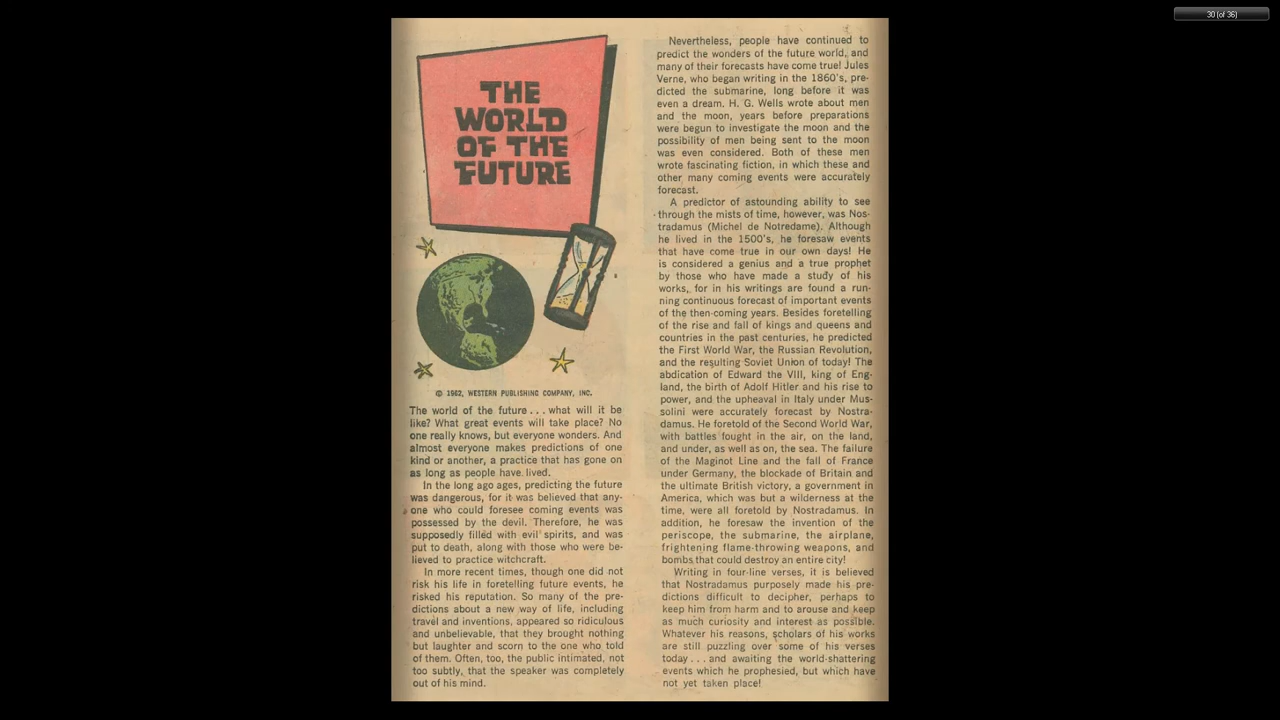 30 (of 36)
THE
WORLD
OF THE
FUTURE
© 1962, WESTERN PUBLISHING COMPANY, INC.
The world of the future . . . what will it be
like? What great events will take place? No
one really knows, but everyone wonders. And
almost everyone makes predictions of one
kind or another, a practice that has gone on
as long as people have lived.
In the long ago ages, predicting the future
was dangerous, for it was believed that any-
one who could foresee coming events was
possessed by the devil. Therefore, he was
supposedly filled with evil spirits, and was
put to death, along with those who were be-
lieved to practice witchcraft.
In more recent times, though one did not
risk his life in foretelling future events, he
risked his reputation. So many of the pre-
dictions about a new way of life, including
travel and inventions, appeared so ridiculous
and unbelievable, that they brought nothing
but laughter and scorn to the one who told
of them. Often, too, the public intimated, not
too subtly, that the speaker was completely
out of his mind.
Nevertheless, people have continued to
predict the wonders of the future world, and
many of their forecasts have come true! Jules
Verne, who began writing in the 1860's, pre-
dicted the submarine, long before it was
even a dream. H. G. Wells wrote about men
and the moon, years before preparations
were begun to investigate the moon and the
possibility of men being sent to the moon
was even considered. Both of these men
wrote fascinating fiction, in which these and
other many coming events were accurately
forecast.
A predictor of astounding ability to see
through the mists of time, however, was Nos-
tradamus (Michel de Notredame). Although
he lived in the 1500's, he foresaw events
that have come true in our own days! He
is considered a genius and a true prophet
by those who have made a study of his
works, for in his writings are found a run-
ning continuous forecast of important events
of the then-coming years. Besides foretelling
of the rise and fall of kings and queens and
countries in the past centuries, he predicted
the First World War, the Russian Revolution,
and the resulting Soviet Union of today! The
abdication of Edward the VIII, king of Eng-
land, the birth of Adolf Hitler and his rise to
power, and the upheaval in Italy under Mus-
solini were accurately forecast by Nostra-
damus. He foretold of the Second World War,
with battles fought in the air, on the land,
and under, as well as on, the sea. The failure
of the Maginot Line and the fall of France
under Germany, the blockade of Britain and
the ultimate British victory, a government in
America, which was but a wilderness at the
time, were all foretold by Nostradamus. In
addition, he foresaw the invention of the
periscope, the submarine, the airplane,
frightening flame-throwing weapons, and
bombs that could destroy an entire city!
Writing in four-line verses, it is believed
that Nostradamus purposely made his pre-
dictions difficult to decipher, perhaps to
keep him from harm and to arouse and keep
as much curiosity and interest as possible.
Whatever his reasons, scholars of his works
are still puzzling over some of his verses
today . . . and awaiting the world-shattering
events which he prophesied, but which have
not yet taken place!